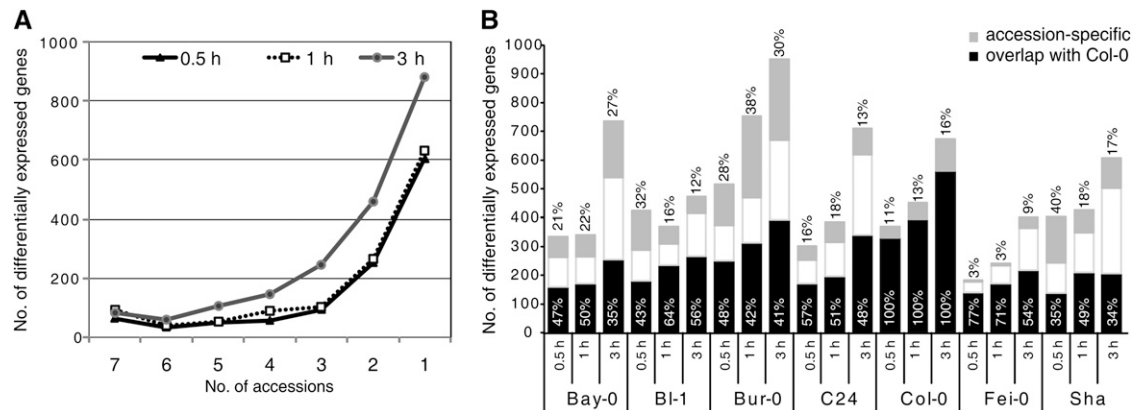 A
No. of differentially expressed genes
1000
800
600
400
200
0
0.5 h 1 h 3 h
7 6 5 4 3 2 1
No. of accessions
B
accession-specific
overlap with Col-0
No. of differentially expressed genes
1000
900
800
700
600
500
400
300
200
100
0
21% 22% 27% 32% 16% 12% 28% 38% 30% 16% 18% 13% 11% 13% 16% 3% 3% 9% 40% 18% 17%
47% 50% 35% 43% 64% 56% 48% 42% 41% 57% 51% 48% 100% 100% 100% 77% 71% 54% 35% 49% 34%
0.5 h 1 h 3 h 0.5 h 1 h 3 h 0.5 h 1 h 3 h 0.5 h 1 h 3 h 0.5 h 1 h 3 h 0.5 h 1 h 3 h 0.5 h 1 h 3 h
Bay-0 Bl-1 Bur-0 C24 Col-0 Fei-0 Sha